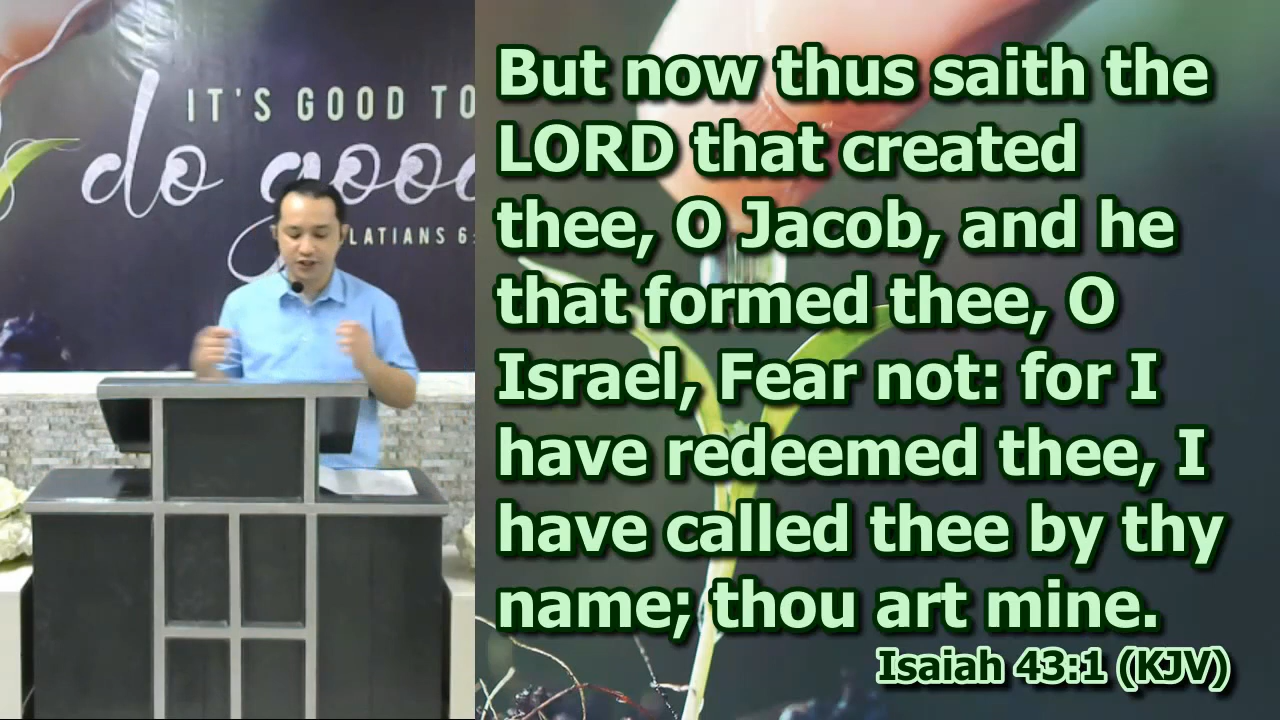 IT'S GOOD TO
do good
LATIANS 6:
But now thus saith the
LORD that created
thee, O Jacob, and he
that formed thee, O
Israel, Fear not: for I
have redeemed thee, I
have called thee by thy
name; thou art mine.
Isaiah 43:1 (KJV)